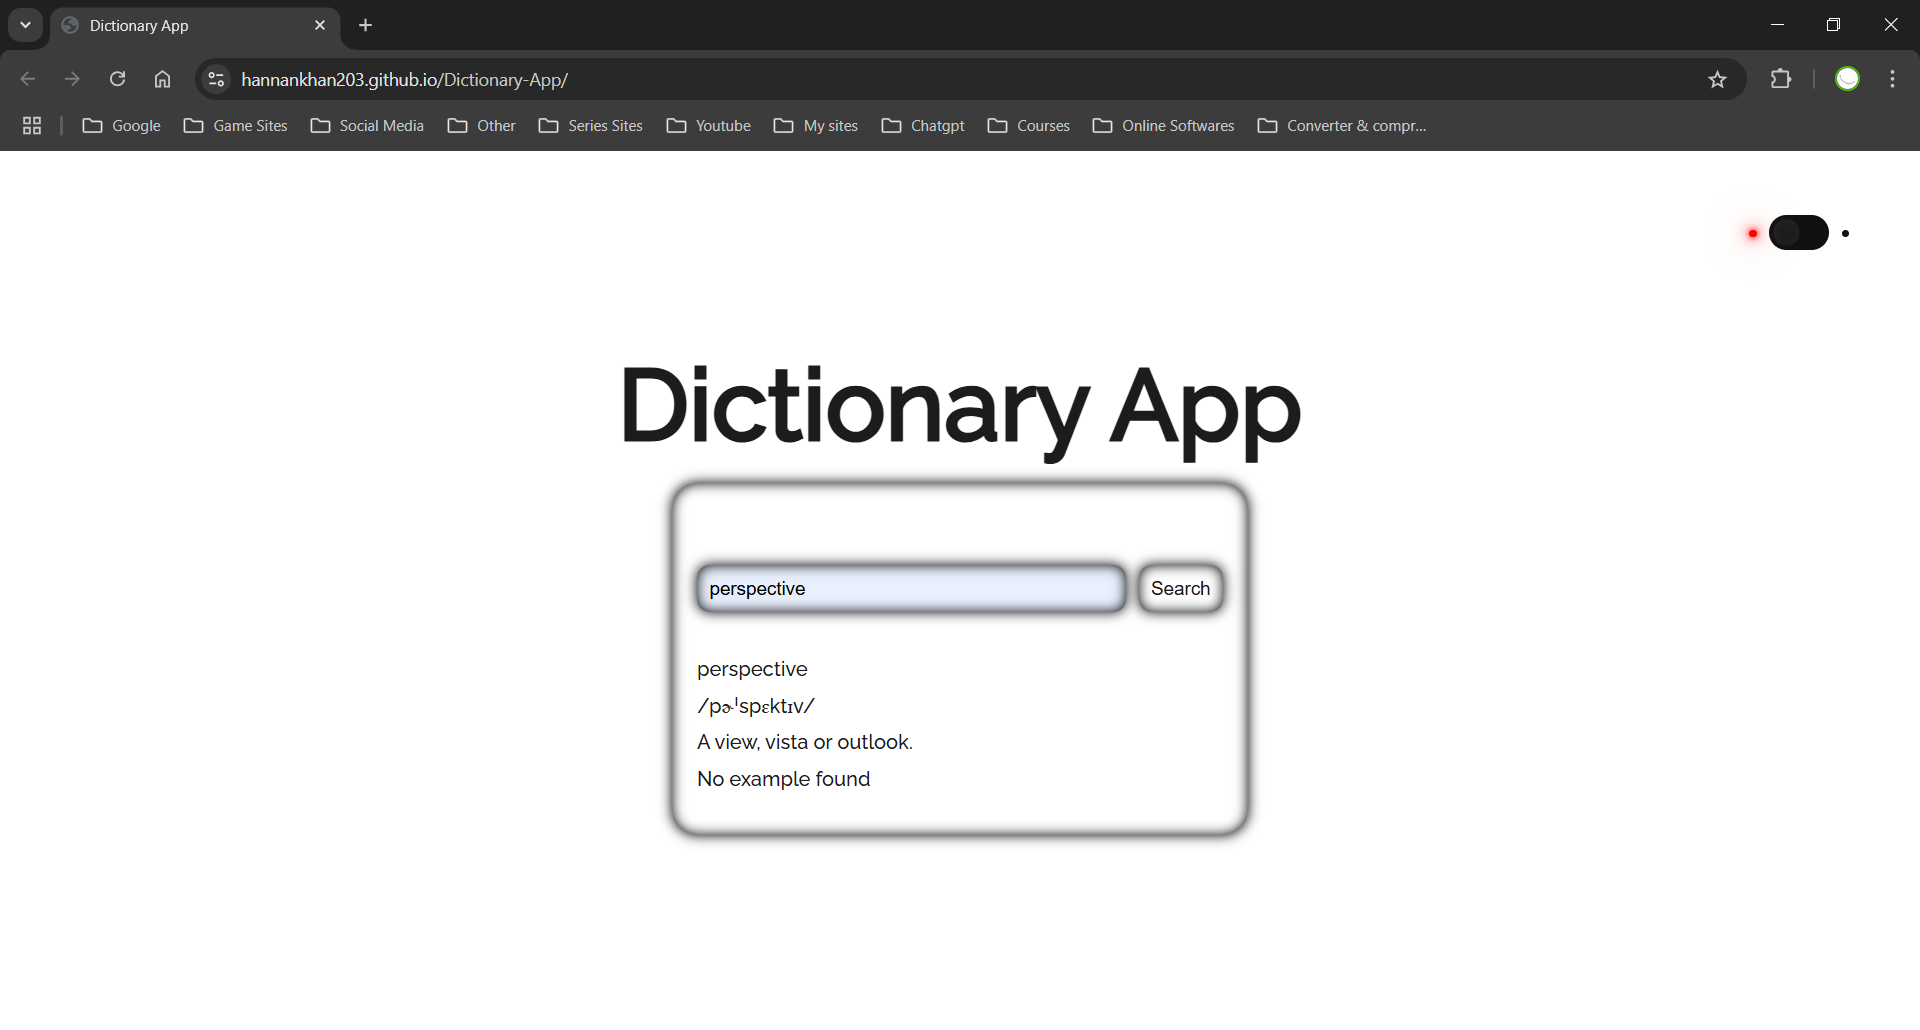 Dictionary App
hannankhan203.github.io/Dictionary-App/
Google Game Sites Social Media Other Series Sites Youtube My sites Chatgpt Courses Online Softwares Converter & compr...
Dictionary App
perspective Search
perspective
/pɚˈspɛktɪv/
A view, vista or outlook.
No example found